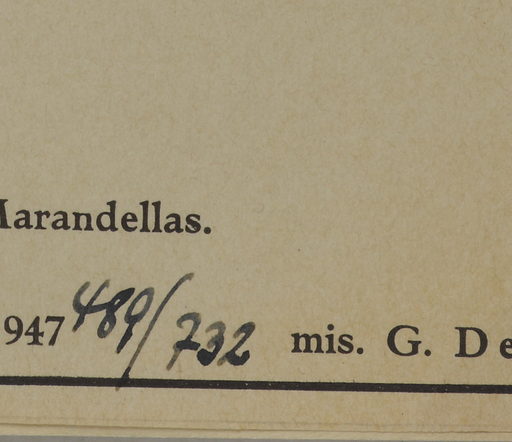 Marandellas.
947 489/732 mis. G. De